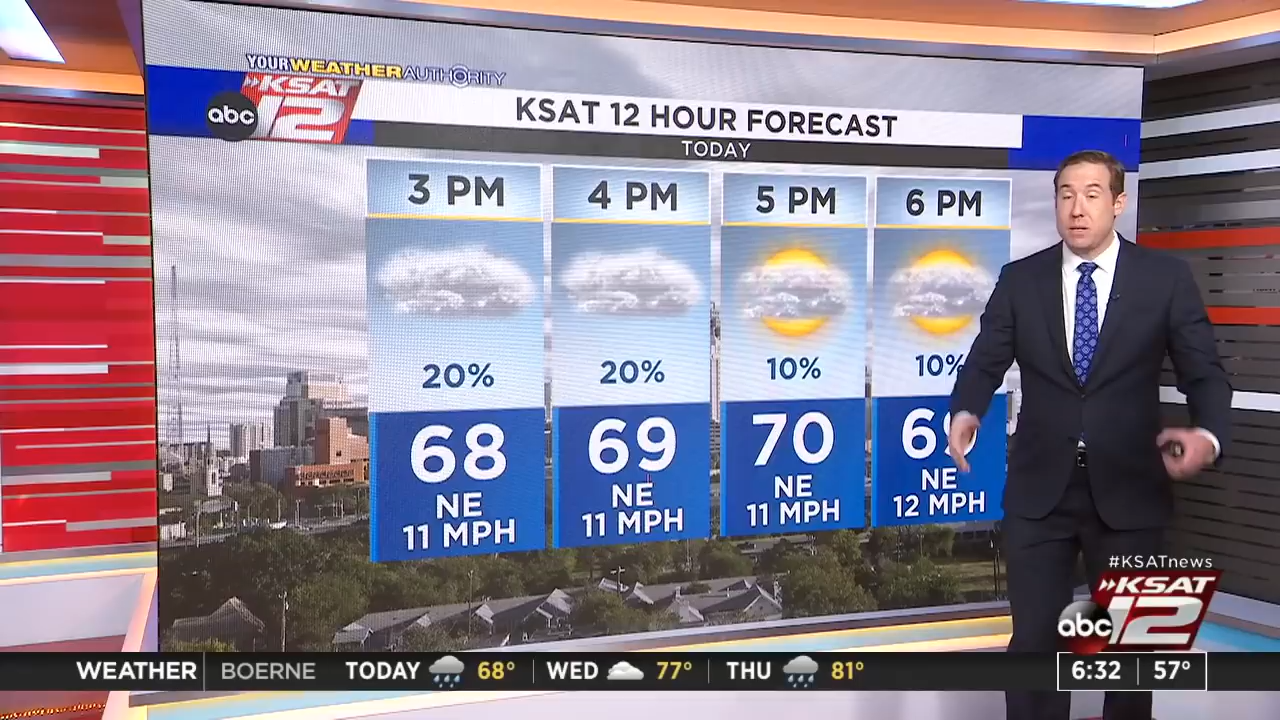 YOUR WEATHER AUTHORITY
abc »KSAT 12
KSAT 12 HOUR FORECAST
TODAY
3 PM 4 PM 5 PM 6 PM
20% 20% 10% 10%
68 69 70 69
NE NE NE NE
11 MPH 11 MPH 11 MPH 12 MPH
#KSATnews
»KSAT
abc 12
WEATHER BOERNE TODAY 68° WED 77° THU 81° 6:32 57°